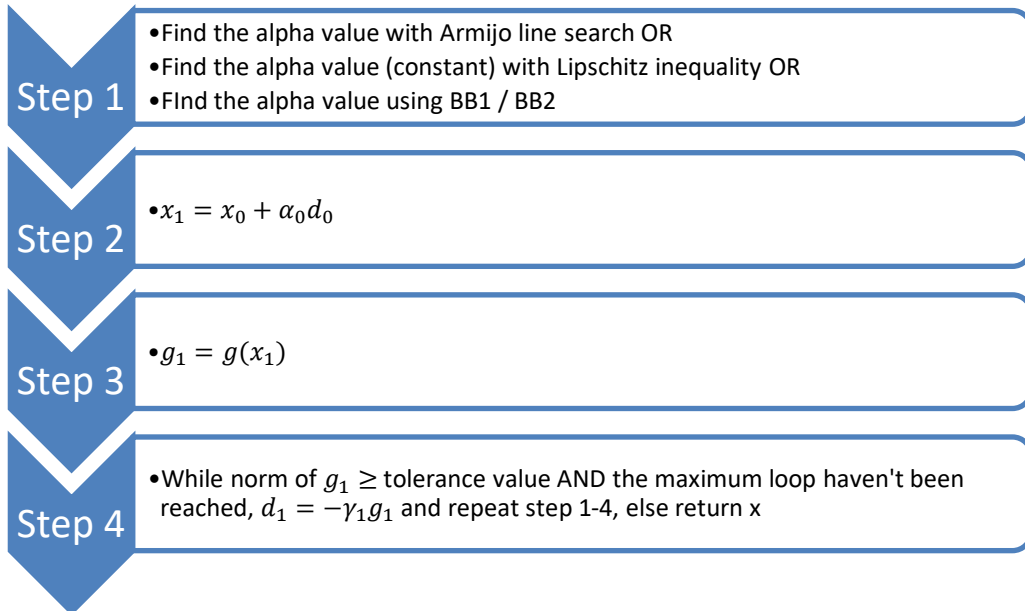 Step 1
•Find the alpha value with Armijo line search OR
•Find the alpha value (constant) with Lipschitz inequality OR
•FInd the alpha value using BB1 / BB2
Step 2
•𝑥₁ = 𝑥₀ + 𝛼₀𝑑₀
Step 3
•𝑔₁ = 𝑔(𝑥₁)
Step 4
•While norm of 𝑔₁ ≥ tolerance value AND the maximum loop haven't been
reached, 𝑑₁ = −𝛾₁𝑔₁ and repeat step 1-4, else return x